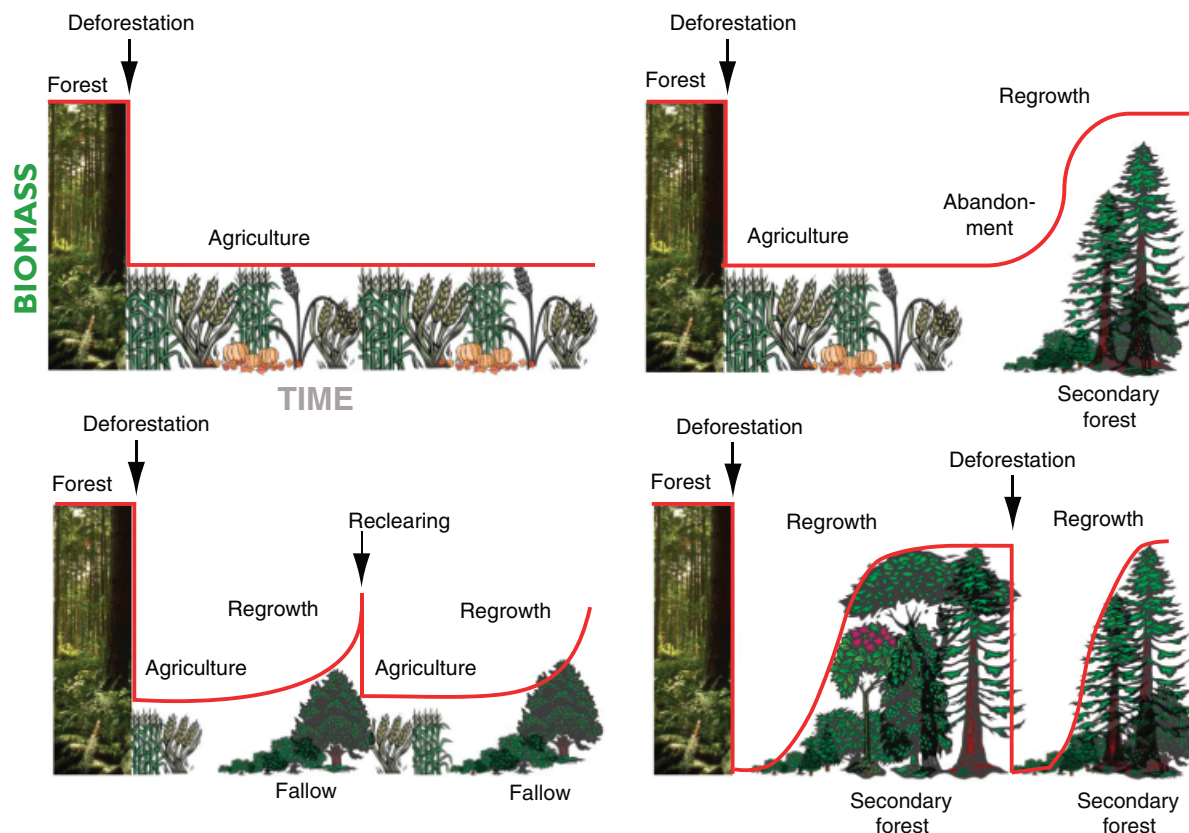 Deforestation
Forest
Agriculture
BIOMASS
TIME
Deforestation
Forest
Regrowth
Abandon-
ment
Agriculture
Secondary
forest
Deforestation
Forest
Reclearing
Regrowth
Regrowth
Agriculture
Agriculture
Fallow
Fallow
Deforestation
Deforestation
Forest
Regrowth
Regrowth
Secondary
forest
Secondary
forest